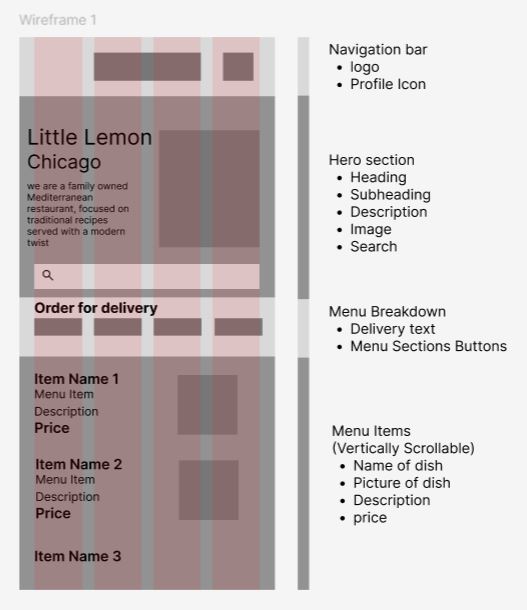 Wireframe 1
Navigation bar
• logo
• Profile Icon
Little Lemon
Chicago
we are a family owned
Mediterranean
restaurant, focused on
traditional recipes
served with a modern
twist
Hero section
• Heading
• Subheading
• Description
• Image
• Search
Order for delivery
Menu Breakdown
• Delivery text
• Menu Sections Buttons
Item Name 1
Menu Item
Description
Price
Item Name 2
Menu Item
Description
Price
Item Name 3
Menu Items
(Vertically Scrollable)
• Name of dish
• Picture of dish
• Description
• price